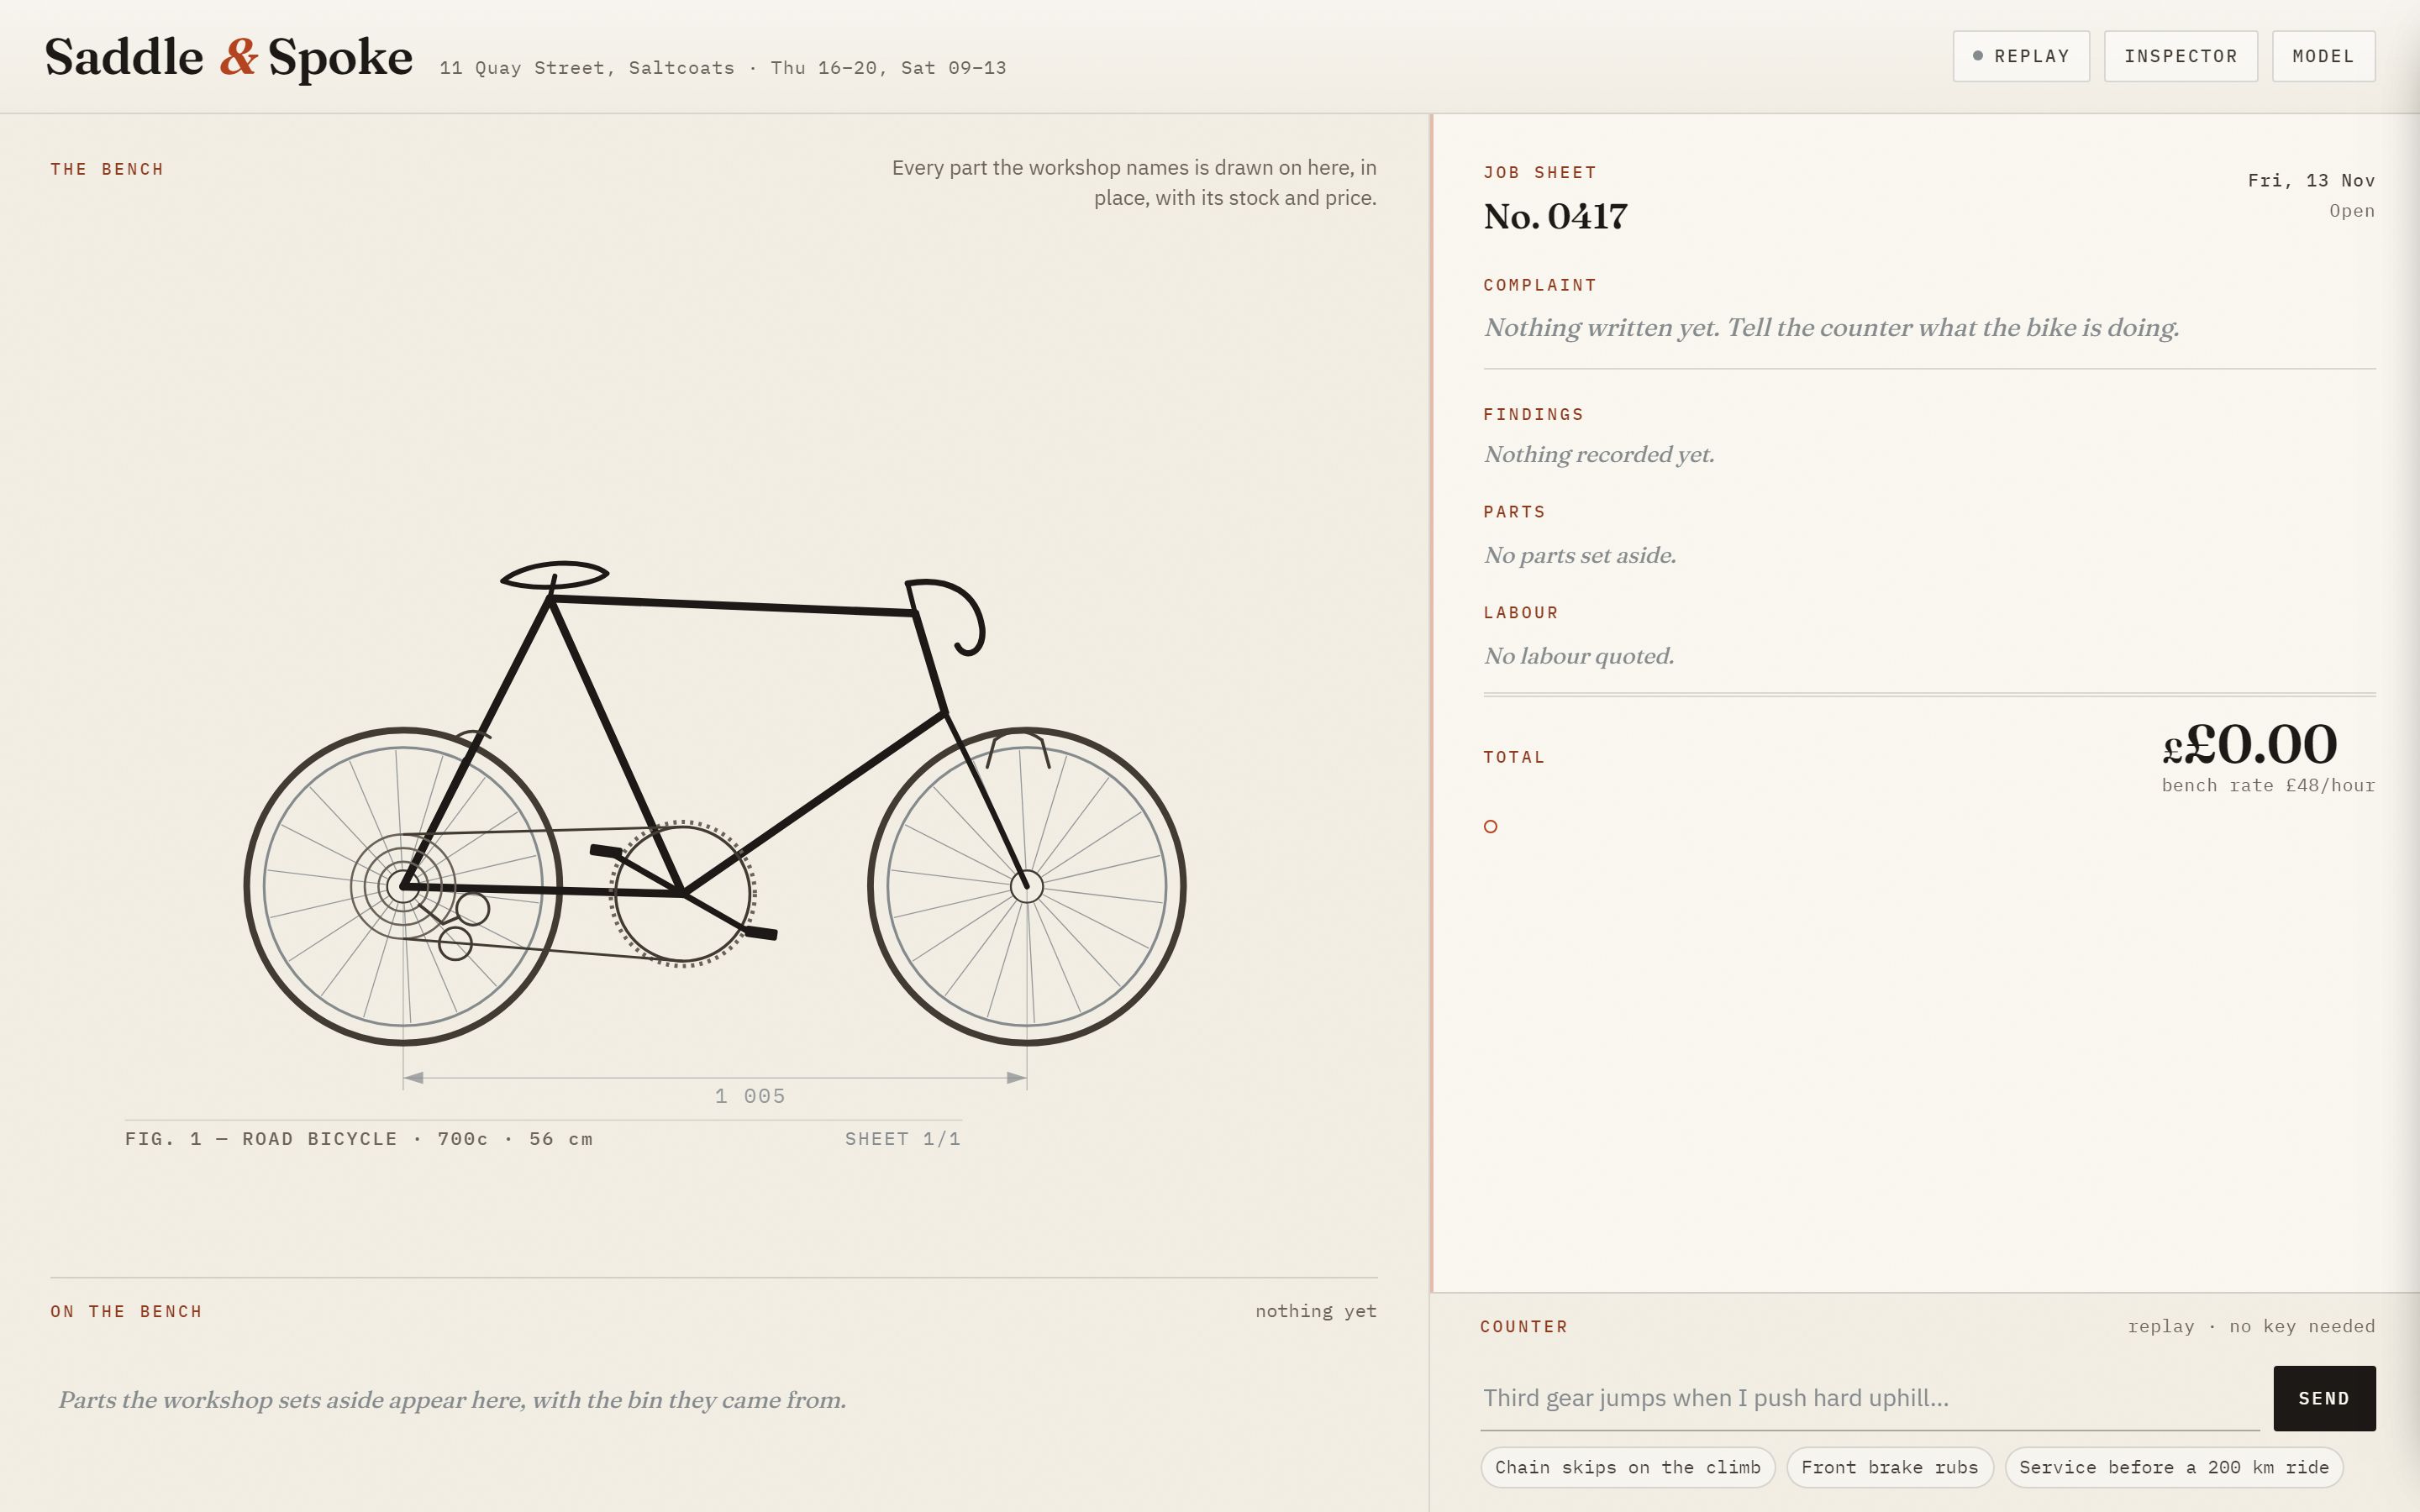 Saddle & Spoke
11 Quay Street, Saltcoats · Thu 16–20, Sat 09–13
REPLAY
INSPECTOR
MODEL
THE BENCH
Every part the workshop names is drawn on here, in
place, with its stock and price.
1 005
FIG. 1 — ROAD BICYCLE · 700c · 56 cm
SHEET 1/1
ON THE BENCH
nothing yet
Parts the workshop sets aside appear here, with the bin they came from.
JOB SHEET
No. 0417
Fri, 13 Nov
Open
COMPLAINT
Nothing written yet. Tell the counter what the bike is doing.
FINDINGS
Nothing recorded yet.
PARTS
No parts set aside.
LABOUR
No labour quoted.
TOTAL
££0.00
bench rate £48/hour
COUNTER
replay · no key needed
Third gear jumps when I push hard uphill…
SEND
Chain skips on the climb
Front brake rubs
Service before a 200 km ride